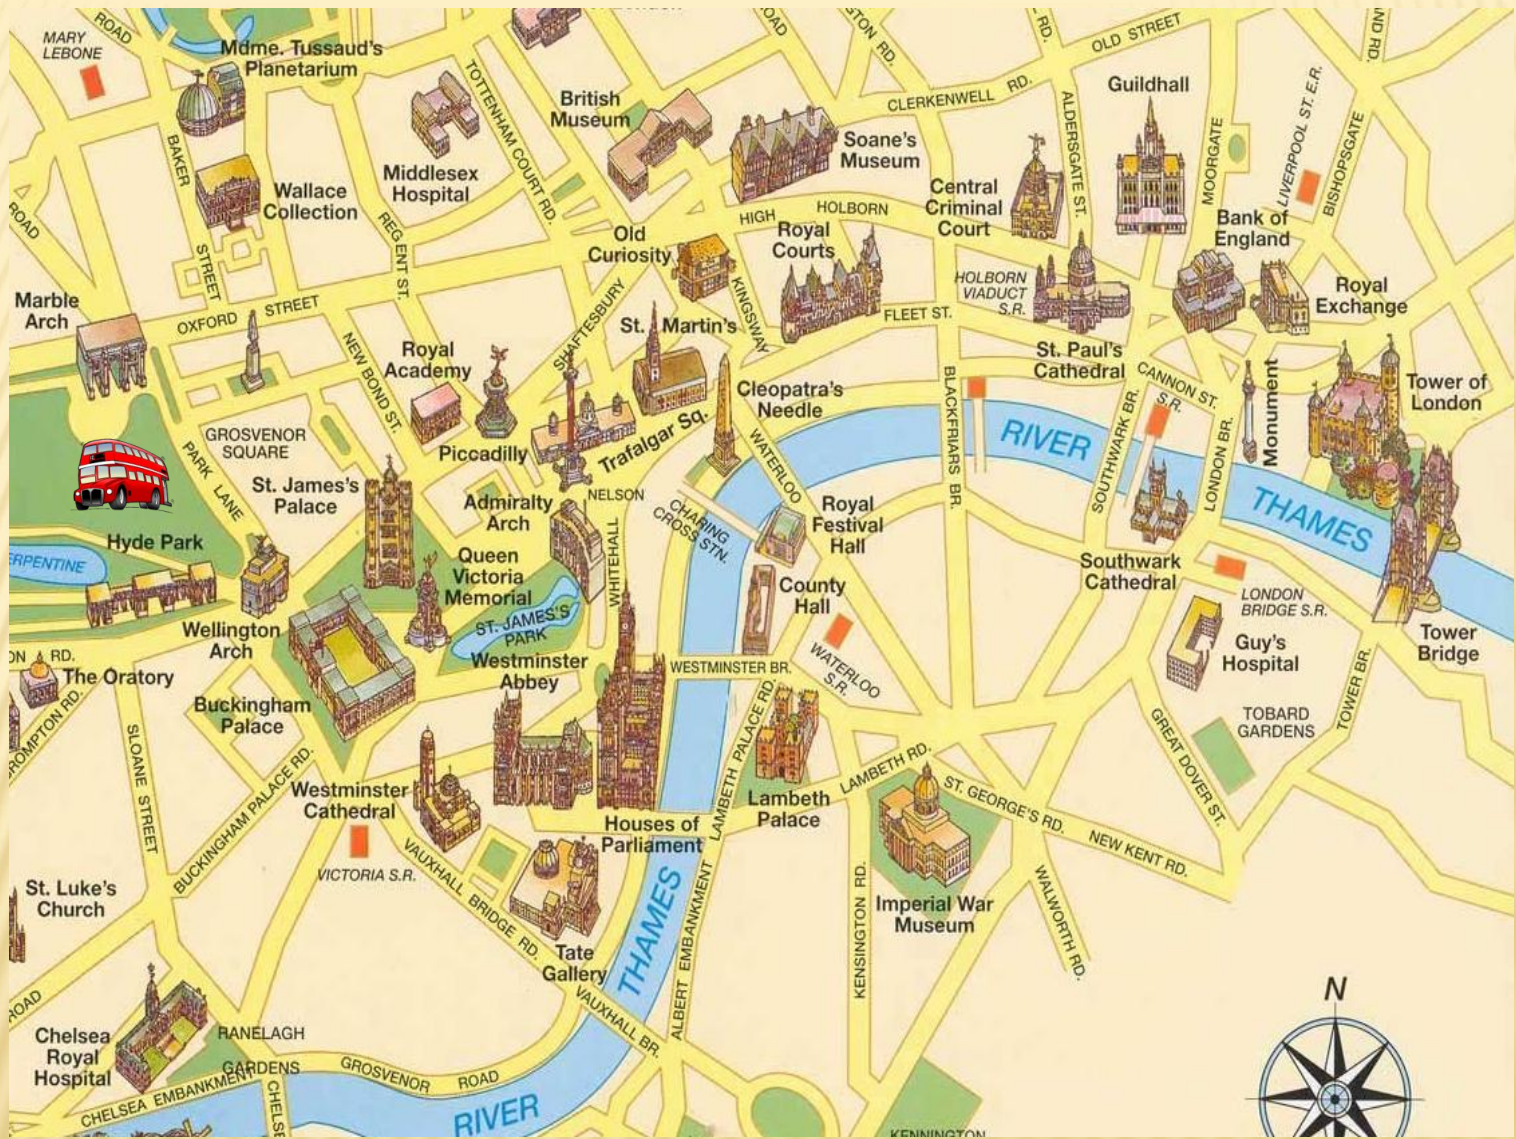 MARY
LEBONE
ROAD
Mdme. Tussaud's
Planetarium
TOTTENHAM COURT RD.
British
Museum
ROAD
RD.
OLD STREET
CLERKENWELL RD.
Guildhall
LIVERPOOL ST. E.R.
BAKER
STREET
Wallace
Collection
Middlesex
Hospital
REGENT ST.
Soane's
Museum
ALDERSGATE ST.
MOORGATE
BISHOPSGATE
ROAD
Old
Curiosity
HIGH HOLBORN
Royal
Courts
Central
Criminal
Court
Bank of
England
Marble
Arch
OXFORD STREET
SHAFTESBURY
KINGSWAY
FLEET ST.
HOLBORN
VIADUCT
S.R.
Royal
Exchange
NEW BOND ST.
Royal
Academy
St. Martin's
St. Paul's
Cathedral
CANNON ST.
S.R.
Monument
Tower of
London
Cleopatra's
Needle
BLACKFRIARS BR.
RIVER
SOUTHWARK BR.
LONDON BR.
THAMES
GROSVENOR
SQUARE
PARK LANE
Piccadilly
Trafalgar Sq.
WATERLOO
St. James's
Palace
Admiralty
Arch
NELSON
CHARING
CROSS STN.
Royal
Festival
Hall
Hyde Park
ERPENTINE
Queen
Victoria
Memorial
WHITEHALL
ST. JAMES'S
PARK
County
Hall
Southwark
Cathedral
LONDON
BRIDGE S.R.
Wellington
Arch
ON RD.
The Oratory
Westminster
Abbey
WESTMINSTER BR.
WATERLOO
S.R.
Guy's
Hospital
Tower
Bridge
TOWER BR.
BROMPTON RD.
SLOANE STREET
Buckingham
Palace
BUCKINGHAM PALACE RD.
LAMBETH PALACE RD.
TOBARD
GARDENS
GREAT DOVER ST.
Westminster
Cathedral
VICTORIA S.R.
Houses of
Parliament
Lambeth
Palace
LAMBETH RD.
ST. GEORGE'S RD.
NEW KENT RD.
St. Luke's
Church
VAUXHALL BRIDGE RD.
Tate
Gallery
THAMES
ALBERT EMBANKMENT
KENSINGTON RD.
Imperial War
Museum
WALWORTH RD.
ROAD
Chelsea
Royal
Hospital
RANELAGH
GARDENS
CHELSEA EMBANKMENT
CHELSE
GROSVENOR ROAD
VAUXHALL BR.
RIVER
KENNINGTON
N